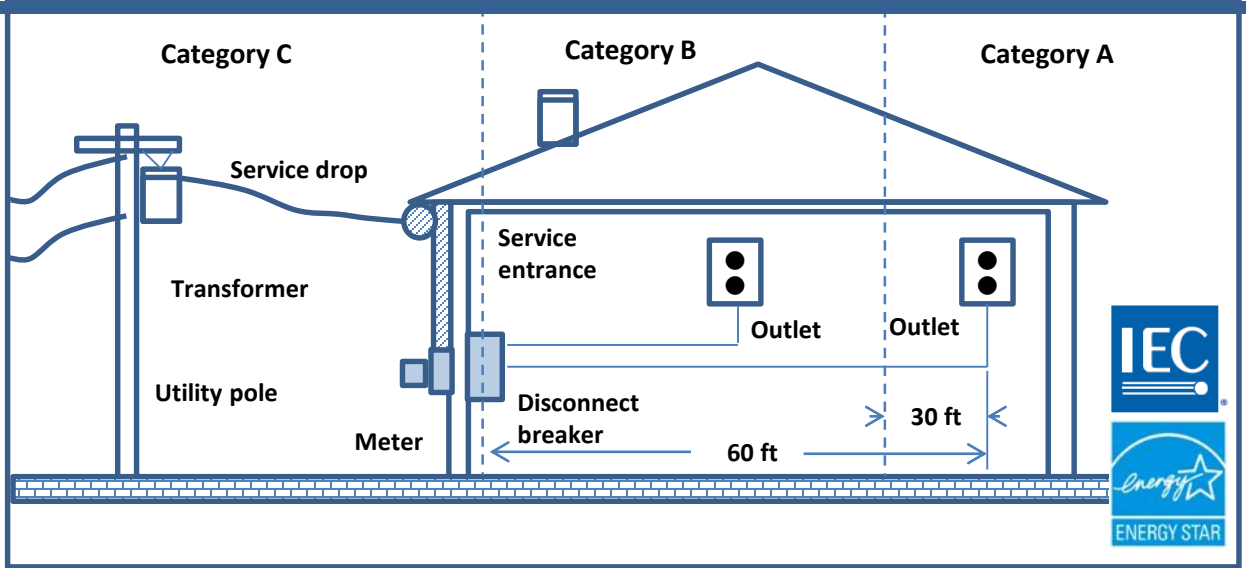 Category C
Category B
Category A
Service drop
Service
entrance
Transformer
Outlet
Outlet
Utility pole
Disconnect
breaker
Meter
30 ft
60 ft
IEC
®
energy
ENERGY STAR